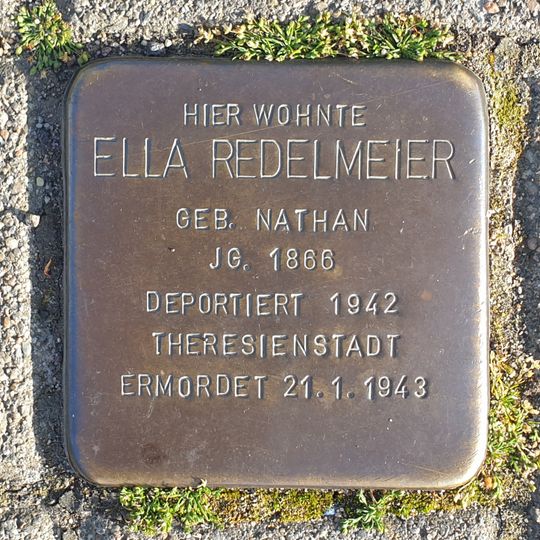 HIER WOHNTE
ELLA REDELMEIER
GEB. NATHAN
JG. 1866
DEPORTIERT 1942
THERESIENSTADT
ERMORDET 21.1.1943